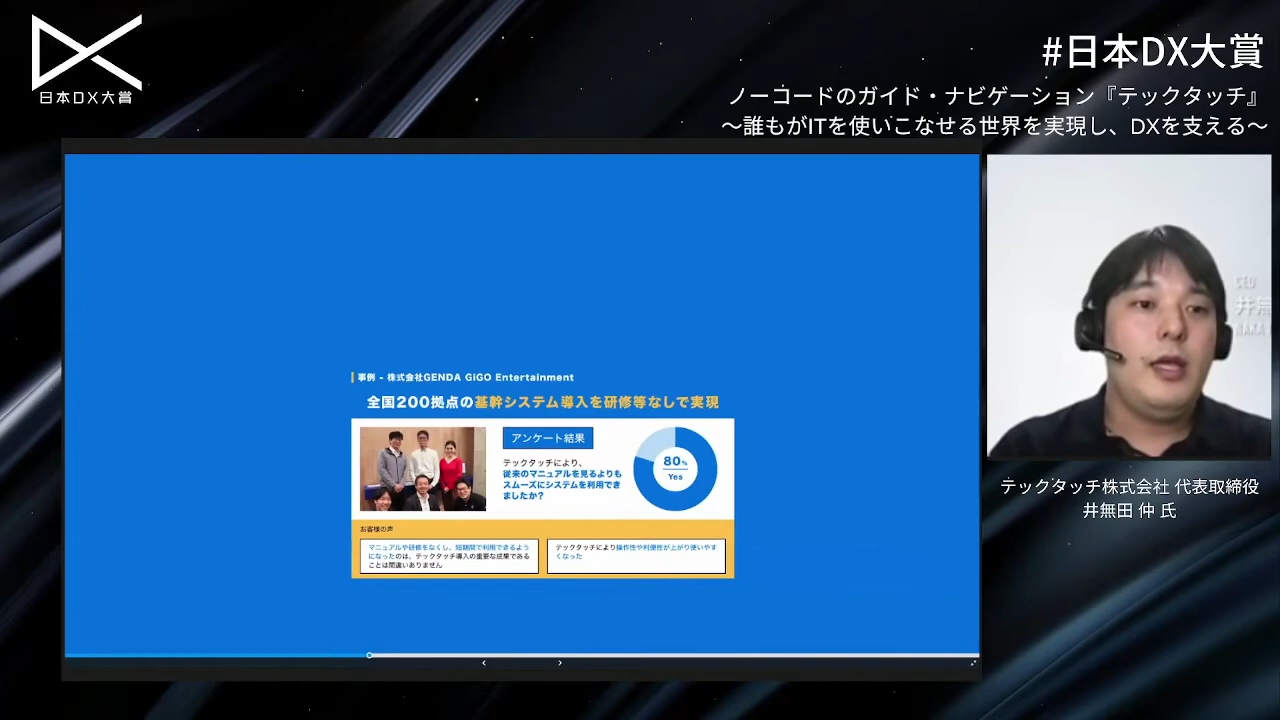 日本DX大賞
#日本DX大賞
ノーコードのガイド・ナビゲーション『テックタッチ』
～誰もがITを使いこなせる世界を実現し、DXを支える～
事例 - 株式会社GENDA GiGO Entertainment
全国200拠点の基幹システム導入を研修等なしで実現
アンケート結果
テックタッチにより、
従来のマニュアルを見るよりも
スムーズにシステムを利用でき
ましたか？
80%
Yes
お客様の声
マニュアルや研修をなくし、短期間で利用できるよう
になったのは、テックタッチ導入の重要な成果である
ことは間違いありません
テックタッチにより操作性や利便性が上がり使いやす
くなった
CEO
井無
テックタッチ株式会社 代表取締役
井無田 仲 氏